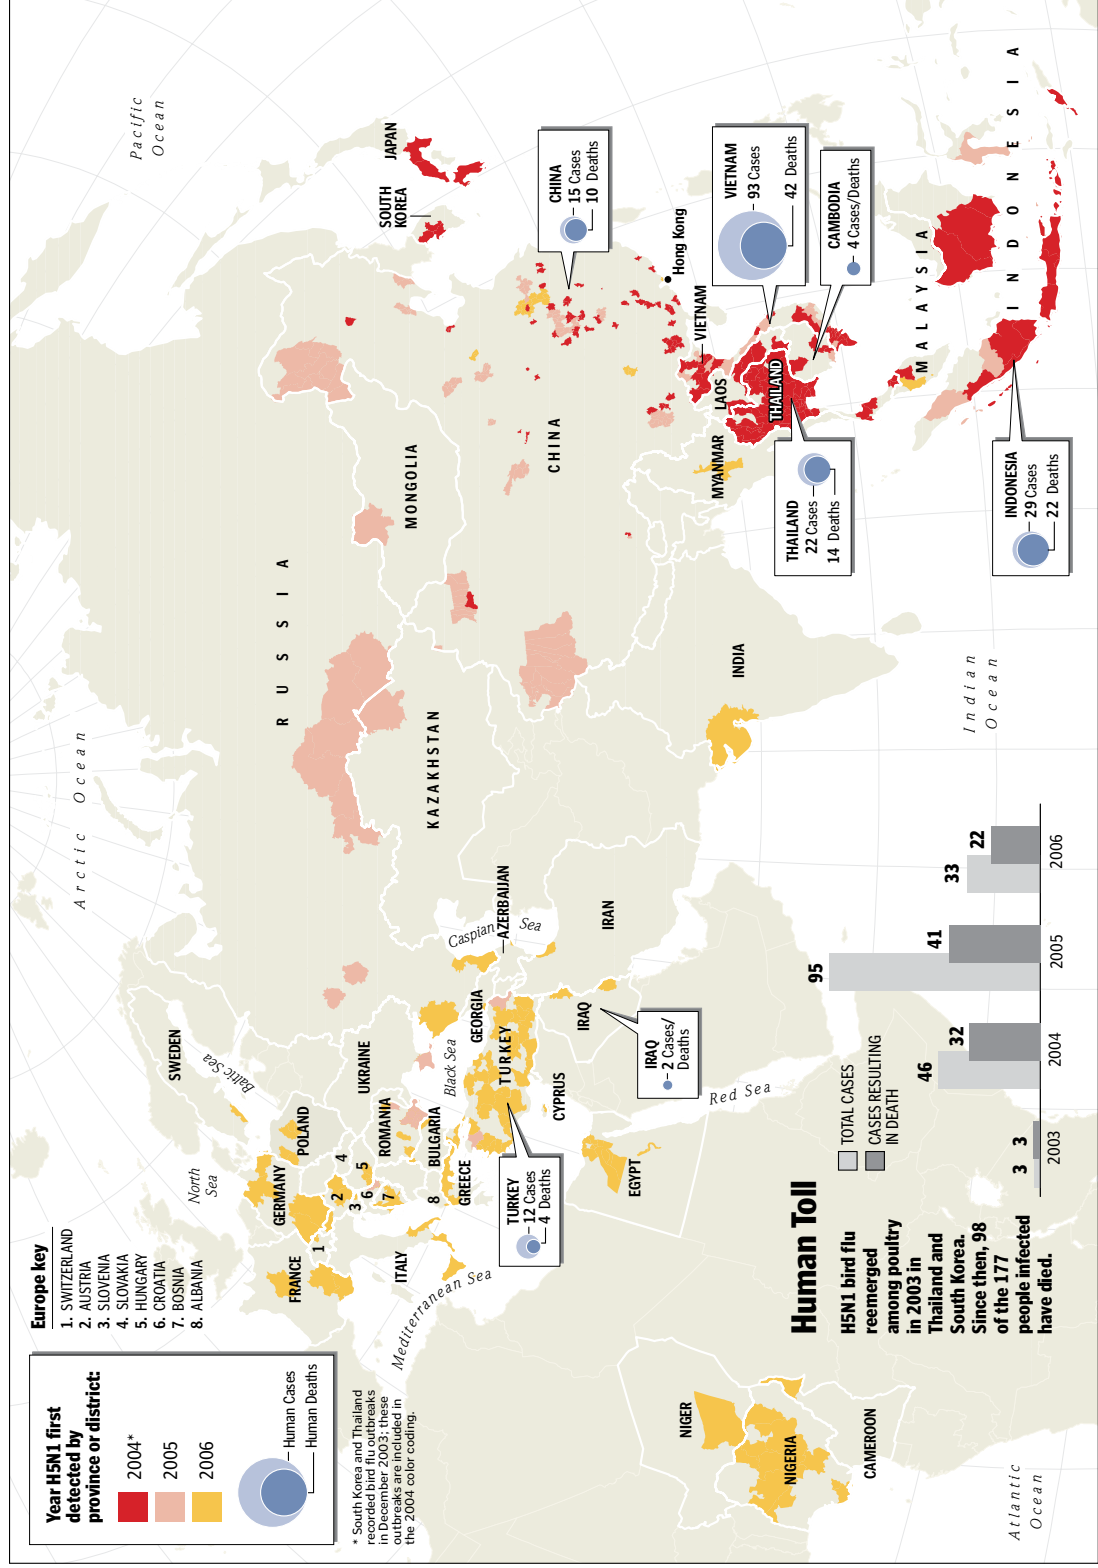 Year H5N1 first
detected by
province or district:
2004*
2005
2006
Human Cases
Human Deaths
* South Korea and Thailand
recorded bird flu outbreaks
in December 2003; these
outbreaks are included in
the 2004 color coding.
Europe key
1. SWITZERLAND
2. AUSTRIA
3. SLOVENIA
4. SLOVAKIA
5. HUNGARY
6. CROATIA
7. BOSNIA
8. ALBANIA
Arctic Ocean
Pacific
Ocean
North
Sea
Baltic Sea
SWEDEN
RUSSIA
GERMANY
POLAND
FRANCE
1
2
3
4
5
6
7
8
UKRAINE
ROMANIA
BULGARIA
GREECE
ITALY
Mediterranean Sea
Black Sea
GEORGIA
TURKEY
Caspian
Sea
AZERBAIJAN
KAZAKHSTAN
MONGOLIA
CHINA
SOUTH
KOREA
JAPAN
CYPRUS
IRAQ
IRAN
EGYPT
Red Sea
INDIA
MYANMAR
LAOS
VIETNAM
THAILAND
Hong Kong
MALAYSIA
INDONESIA
Indian
Ocean
NIGER
NIGERIA
CAMEROON
Atlantic
Ocean
TURKEY
12 Cases
4 Deaths
IRAQ
2 Cases/
Deaths
CHINA
15 Cases
10 Deaths
VIETNAM
93 Cases
42 Deaths
CAMBODIA
4 Cases/Deaths
THAILAND
22 Cases
14 Deaths
INDONESIA
29 Cases
22 Deaths
Human Toll
H5N1 bird flu
reemerged
among poultry
in 2003 in
Thailand and
South Korea.
Since then, 98
of the 177
people infected
have died.
TOTAL CASES
CASES RESULTING
IN DEATH
3 3
46 32
95 41
33 22
2003 2004 2005 2006